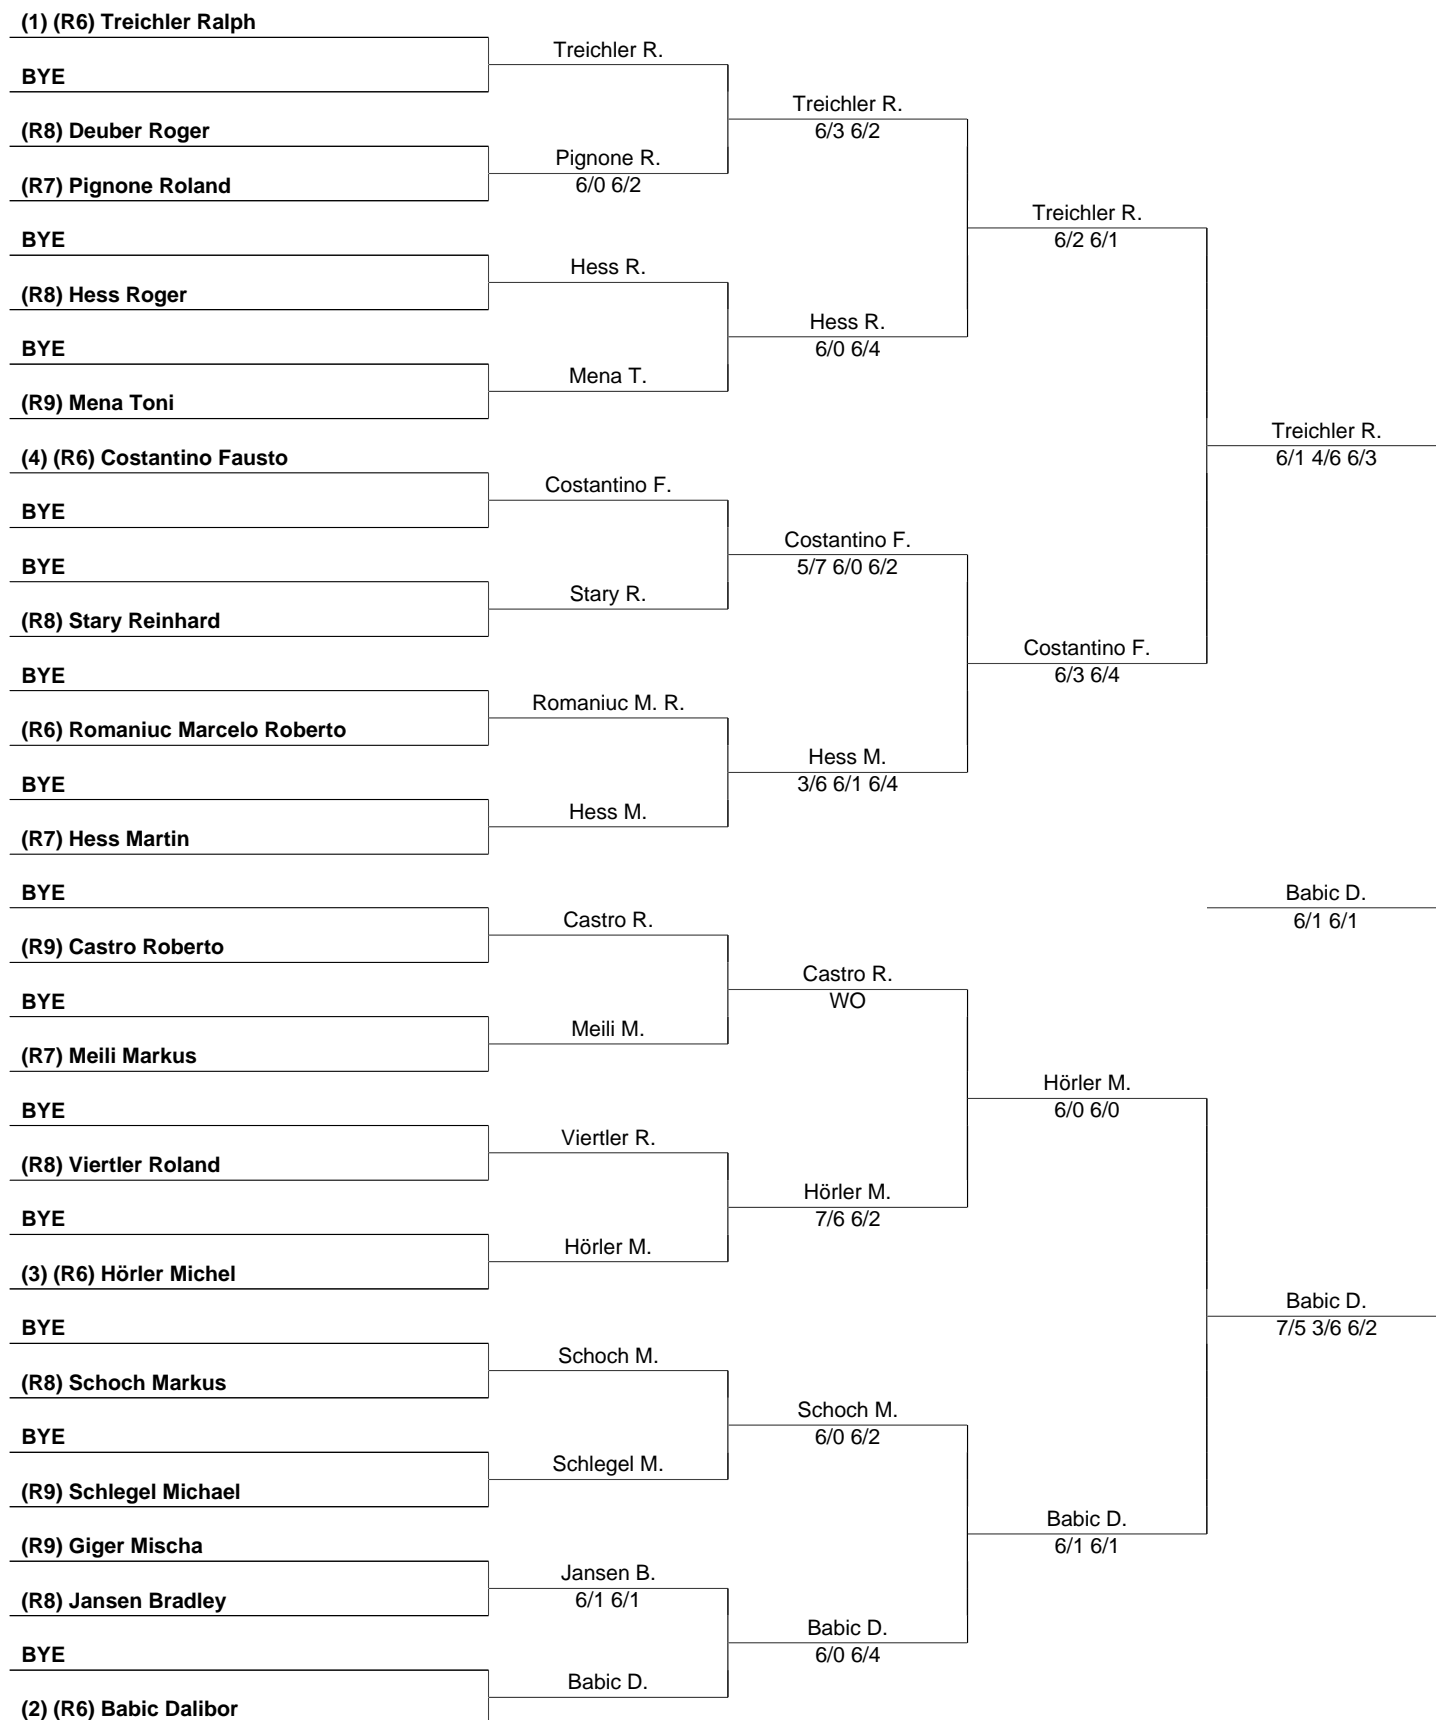 (1) (R6) Treichler Ralph
Treichler R.
BYE
Treichler R.
6/3 6/2
(R8) Deuber Roger
Pignone R.
6/0 6/2
(R7) Pignone Roland
Treichler R.
6/2 6/1
BYE
Hess R.
(R8) Hess Roger
Hess R.
6/0 6/4
BYE
Mena T.
(R9) Mena Toni
Treichler R.
6/1 4/6 6/3
(4) (R6) Costantino Fausto
Costantino F.
BYE
Costantino F.
5/7 6/0 6/2
BYE
Stary R.
(R8) Stary Reinhard
Costantino F.
6/3 6/4
BYE
Romaniuc M. R.
(R6) Romaniuc Marcelo Roberto
Hess M.
3/6 6/1 6/4
BYE
Hess M.
(R7) Hess Martin
BYE
Babic D.
6/1 6/1
Castro R.
(R9) Castro Roberto
Castro R.
WO
BYE
Meili M.
(R7) Meili Markus
Hörler M.
6/0 6/0
BYE
Viertler R.
(R8) Viertler Roland
Hörler M.
7/6 6/2
BYE
Hörler M.
(3) (R6) Hörler Michel
Babic D.
7/5 3/6 6/2
BYE
Schoch M.
(R8) Schoch Markus
Schoch M.
6/0 6/2
BYE
Schlegel M.
(R9) Schlegel Michael
Babic D.
6/1 6/1
(R9) Giger Mischa
Jansen B.
6/1 6/1
(R8) Jansen Bradley
Babic D.
6/0 6/4
BYE
Babic D.
(2) (R6) Babic Dalibor